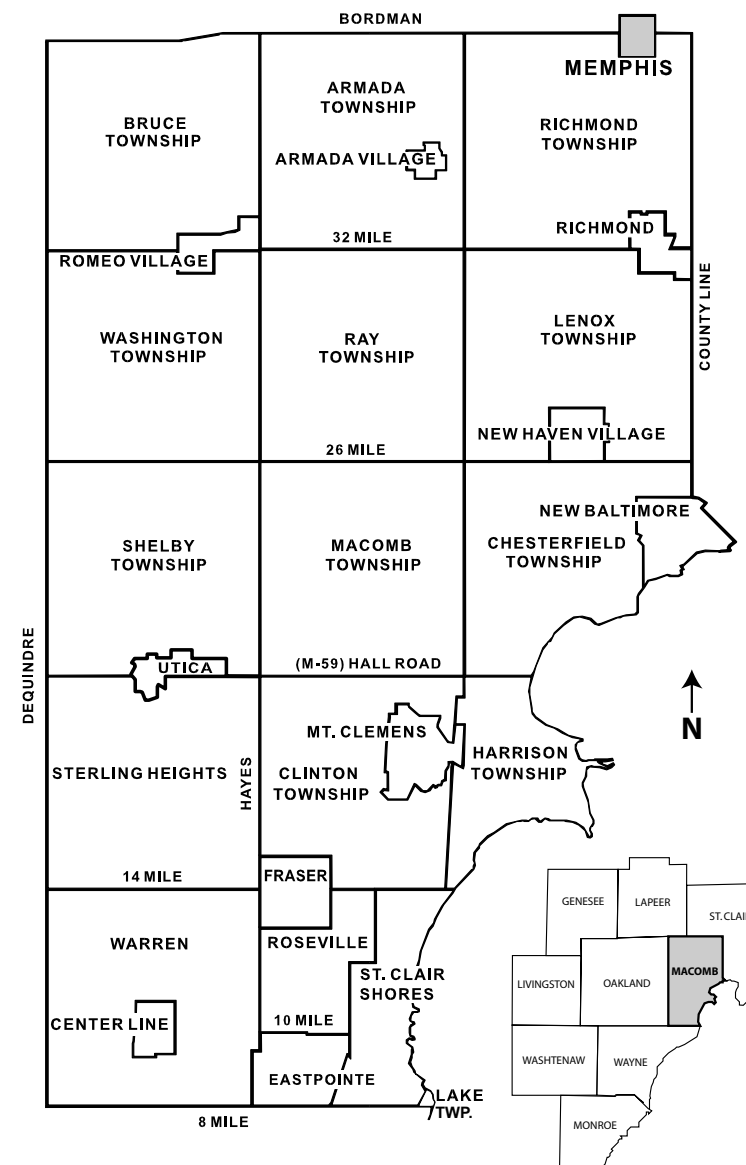 BORDMAN
MEMPHIS
ARMADA
TOWNSHIP
BRUCE
TOWNSHIP
RICHMOND
TOWNSHIP
ARMADA VILLAGE
RICHMOND
32 MILE
ROMEO VILLAGE
COUNTY LINE
WASHINGTON
TOWNSHIP
RAY
TOWNSHIP
LENOX
TOWNSHIP
NEW HAVEN VILLAGE
26 MILE
NEW BALTIMORE
SHELBY
TOWNSHIP
MACOMB
TOWNSHIP
CHESTERFIELD
TOWNSHIP
DEQUINDRE
UTICA
(M-59) HALL ROAD
N
MT. CLEMENS
HARRISON
TOWNSHIP
STERLING HEIGHTS
HAYES
CLINTON
TOWNSHIP
14 MILE
FRASER
WARREN
ROSEVILLE
ST. CLAIR
SHORES
CENTER LINE
10 MILE
EASTPOINTE
LAKE
TWP.
8 MILE
GENESEE
LAPEER
ST. CLAI
LIVINGSTON
OAKLAND
MACOMB
WASHTENAW
WAYNE
MONROE